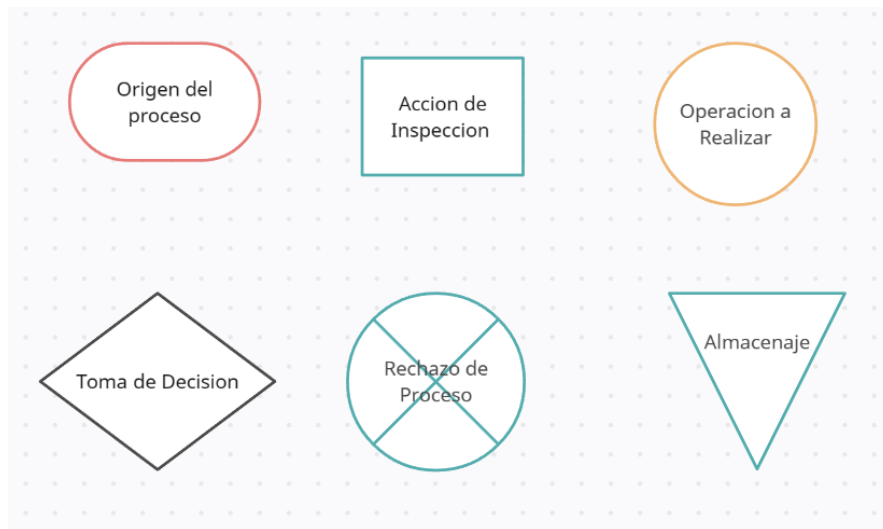 Origen del
proceso
Accion de
Inspeccion
Operacion a
Realizar
Toma de Decision
Rechazo de
Proceso
Almacenaje